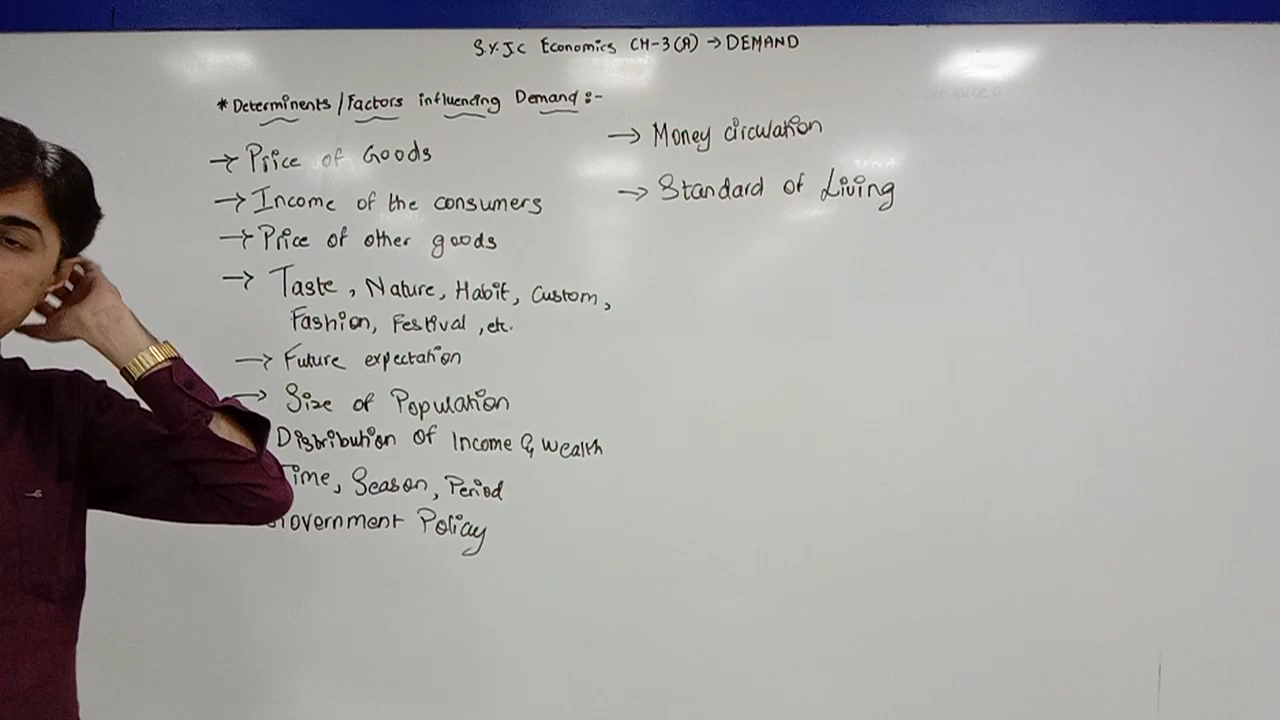 S.Y.J.C Economics CH-3(A) → DEMAND
* Determinents / Factors influencing Demand :-
→ Price of Goods
→ Income of the consumers
→ Price of other goods
→ Taste, Nature, Habit, Custom,
Fashion, Festival, etc.
→ Future expectation
→ Size of Population
Distribution of Income & Wealth
Time, Season, Period
Government Policy
→ Money circulation
→ Standard of Living